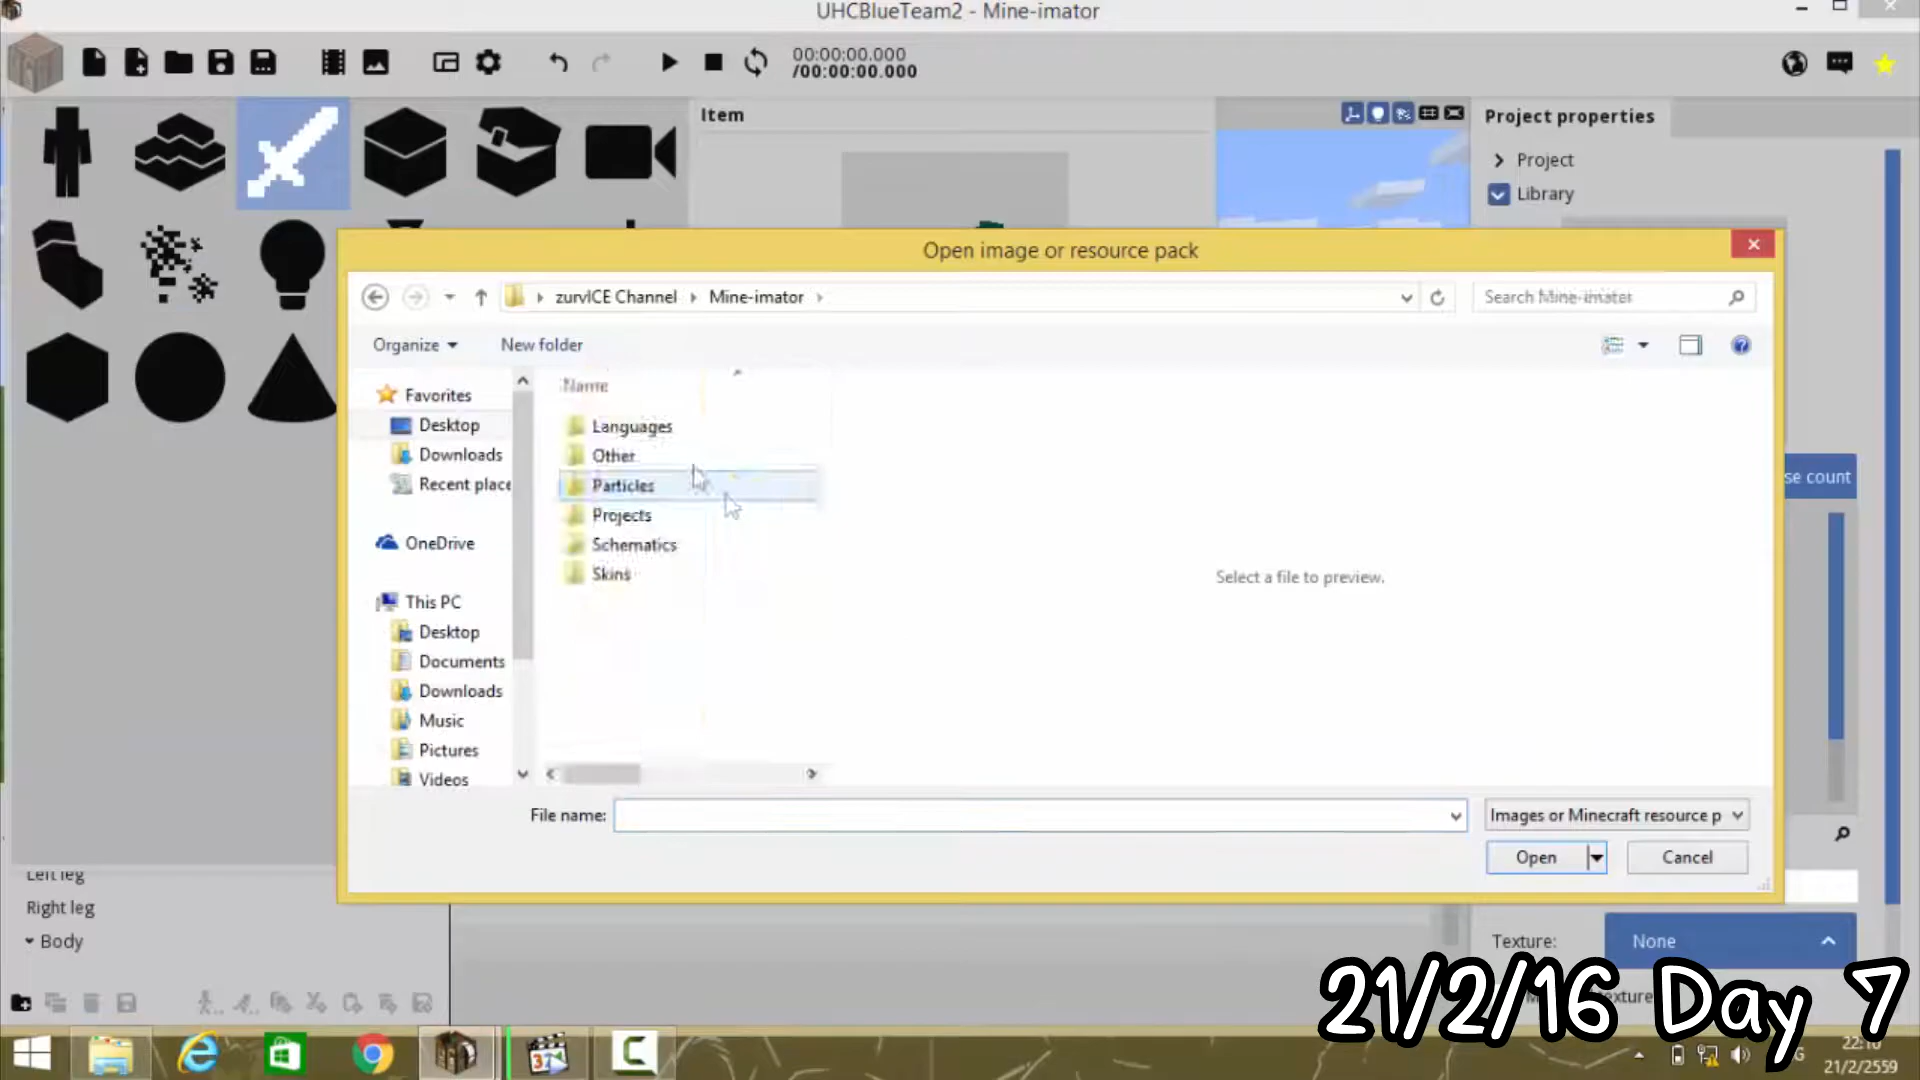 UHCBlueTeam2 - Mine-imator
00:00:00.000
/00:00:00.000
Item
Project properties
Project
Library
Open image or resource pack
zurvICE Channel
Mine-imator
Search Mine-imator
Organize
New folder
Name
Favorites
Desktop
Downloads
Recent place
OneDrive
This PC
Desktop
Documents
Downloads
Music
Pictures
Videos
Languages
Other
Particles
Projects
Schematics
Skins
Select a file to preview.
se count
File name:
Images or Minecraft resource p
Open
Cancel
Left leg
Right leg
Body
Texture:
None
21/2/16 Day 7
21/2/2559